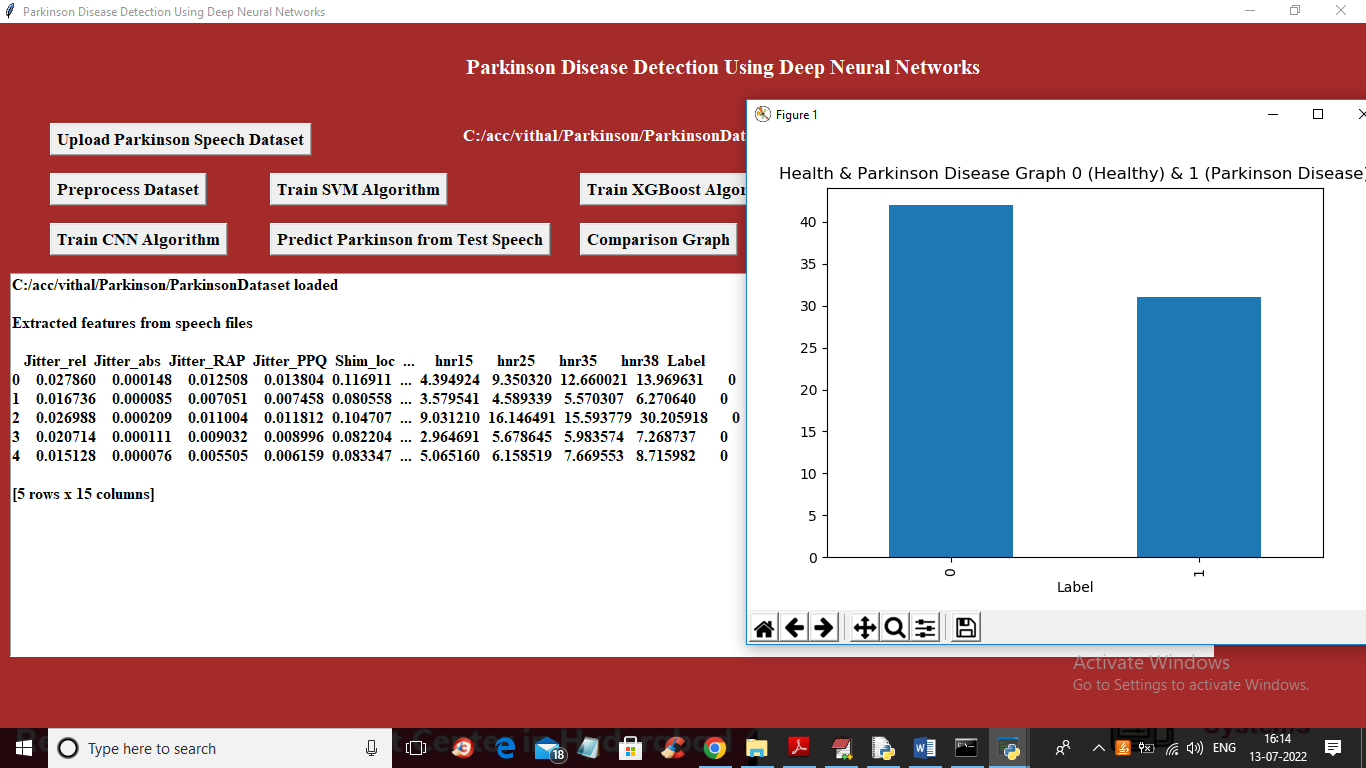 Parkinson Disease Detection Using Deep Neural Networks
Parkinson Disease Detection Using Deep Neural Networks
Upload Parkinson Speech Dataset
C:/acc/vithal/Parkinson/ParkinsonDat
Preprocess Dataset
Train SVM Algorithm
Train XGBoost Algor
Train CNN Algorithm
Predict Parkinson from Test Speech
Comparison Graph
C:/acc/vithal/Parkinson/ParkinsonDataset loaded
Extracted features from speech files
Jitter_rel Jitter_abs Jitter_RAP Jitter_PPQ Shim_loc ... hnr15 hnr25 hnr35 hnr38 Label
0 0.027860 0.000148 0.012508 0.013804 0.116911 ... 4.394924 9.350320 12.660021 13.969631 0
1 0.016736 0.000085 0.007051 0.007458 0.080558 ... 3.579541 4.589339 5.570307 6.270640 0
2 0.026988 0.000209 0.011004 0.011812 0.104707 ... 9.031210 16.146491 15.593779 30.205918 0
3 0.020714 0.000111 0.009032 0.008996 0.082204 ... 2.964691 5.678645 5.983574 7.268737 0
4 0.015128 0.000076 0.005505 0.006159 0.083347 ... 5.065160 6.158519 7.669553 8.715982 0
[5 rows x 15 columns]
Figure 1
Health & Parkinson Disease Graph 0 (Healthy) & 1 (Parkinson Disease)
40
35
30
25
20
15
10
5
0
0
1
Label
Activate Windows
Go to Settings to activate Windows.
Type here to search
18
ENG
16:14
13-07-2022